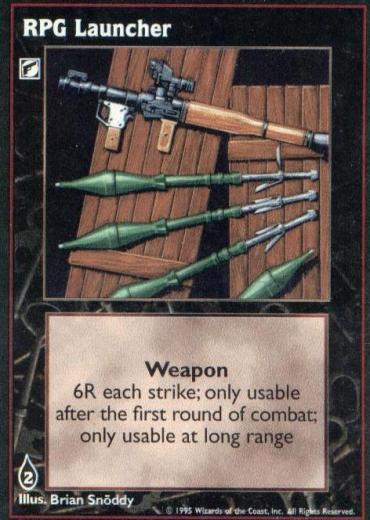 RPG Launcher
Weapon
6R each strike; only usable
after the first round of combat;
only usable at long range
2
Illus. Brian Snōddy
© 1995 Wizards of the Coast, Inc. All Rights Reserved.